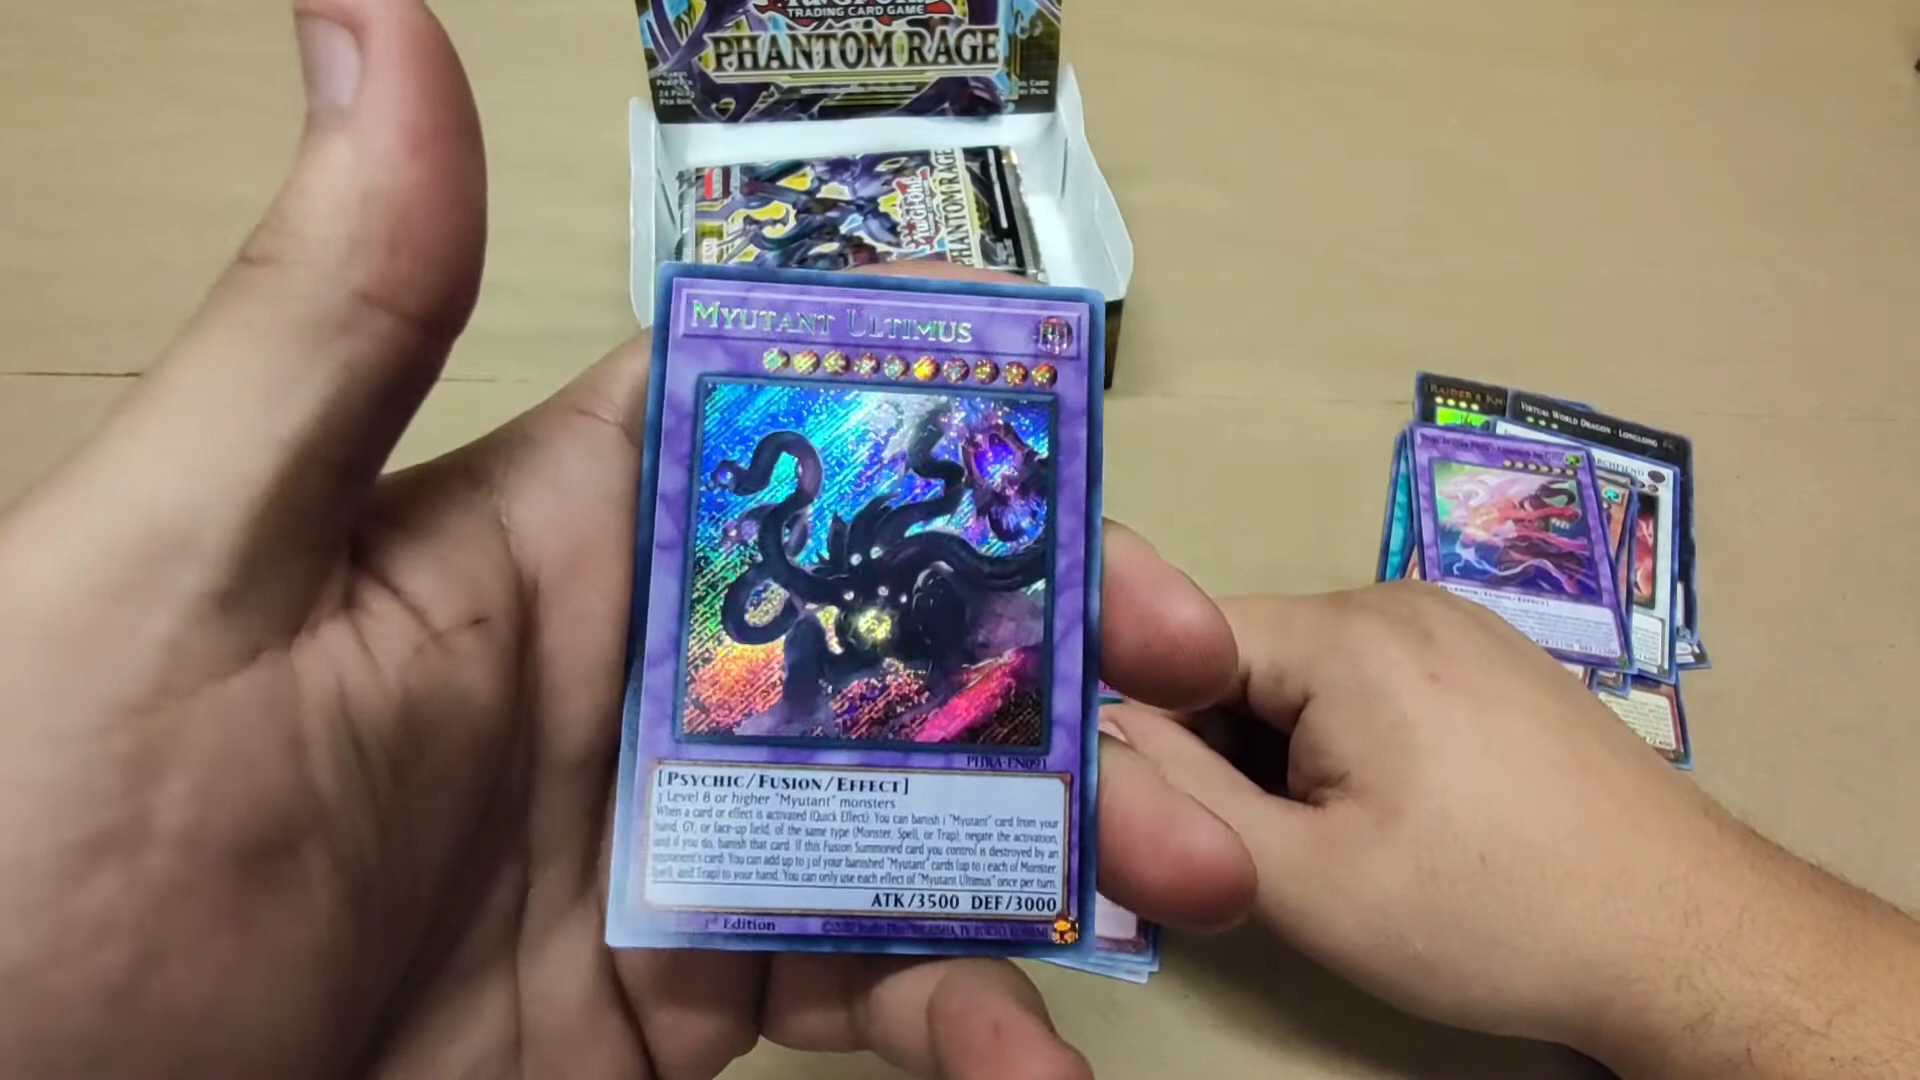 TRADING CARD GAME
PHANTOM RAGE
24 Packs
Per Box
PHANTOM RAGE
MYUTANT ULTIMUS
PHRA-EN091
[PSYCHIC/FUSION/EFFECT]
3 Level 8 or higher "Myutant" monsters
When a card or effect is activated (Quick Effect): You can banish 1 "Myutant" card from your
hand, GY, or face-up field, of the same type (Monster, Spell, or Trap); negate the activation,
and if you do, banish that card. If this Fusion Summoned card you control is destroyed by an
opponent's card: You can add up to 3 of your banished "Myutant" cards (up to 1 each of Monster,
Spell, and Trap) to your hand. You can only use each effect of "Myutant Ultimus" once per turn.
ATK/3500 DEF/3000
1st Edition
VIRTUAL WORLD DRAGON - LONGLONG